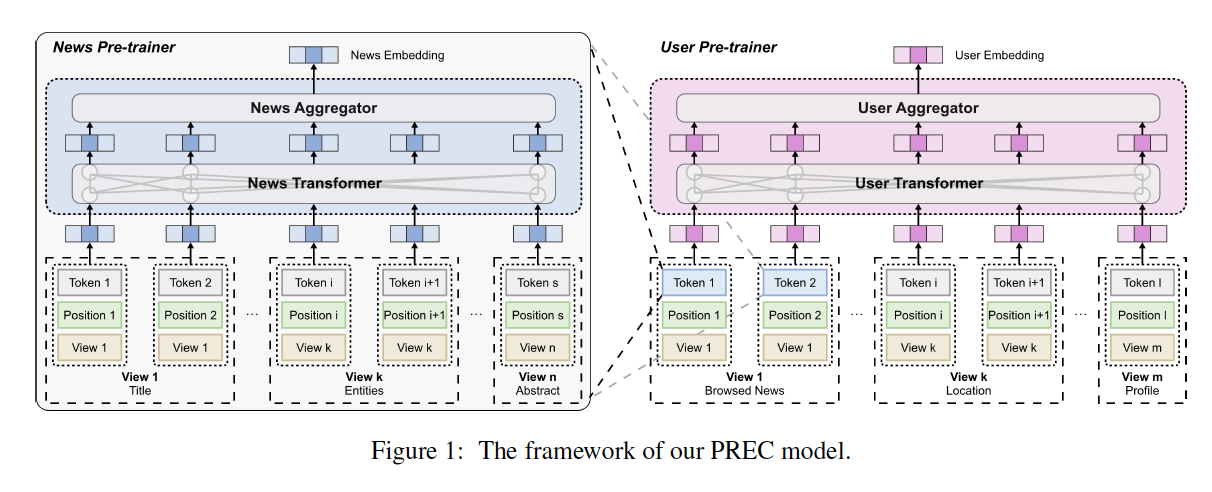 News Pre-trainer
News Embedding
News Aggregator
News Transformer
Token 1 Token 2 Token i Token i+1 Token s
Position 1 Position 2 ... Position i Position i+1 ... Position s
View 1 View 1 View k View k View n
View 1 View k View n
Title Entities Abstract
User Pre-trainer
User Embedding
User Aggregator
User Transformer
Token 1 Token 2 Token i Token i+1 Token l
Position 1 Position 2 ... Position i Position i+1 ... Position l
View 1 View 1 View k View k View m
View 1 View k View m
Browsed News Location Profile
Figure 1: The framework of our PREC model.